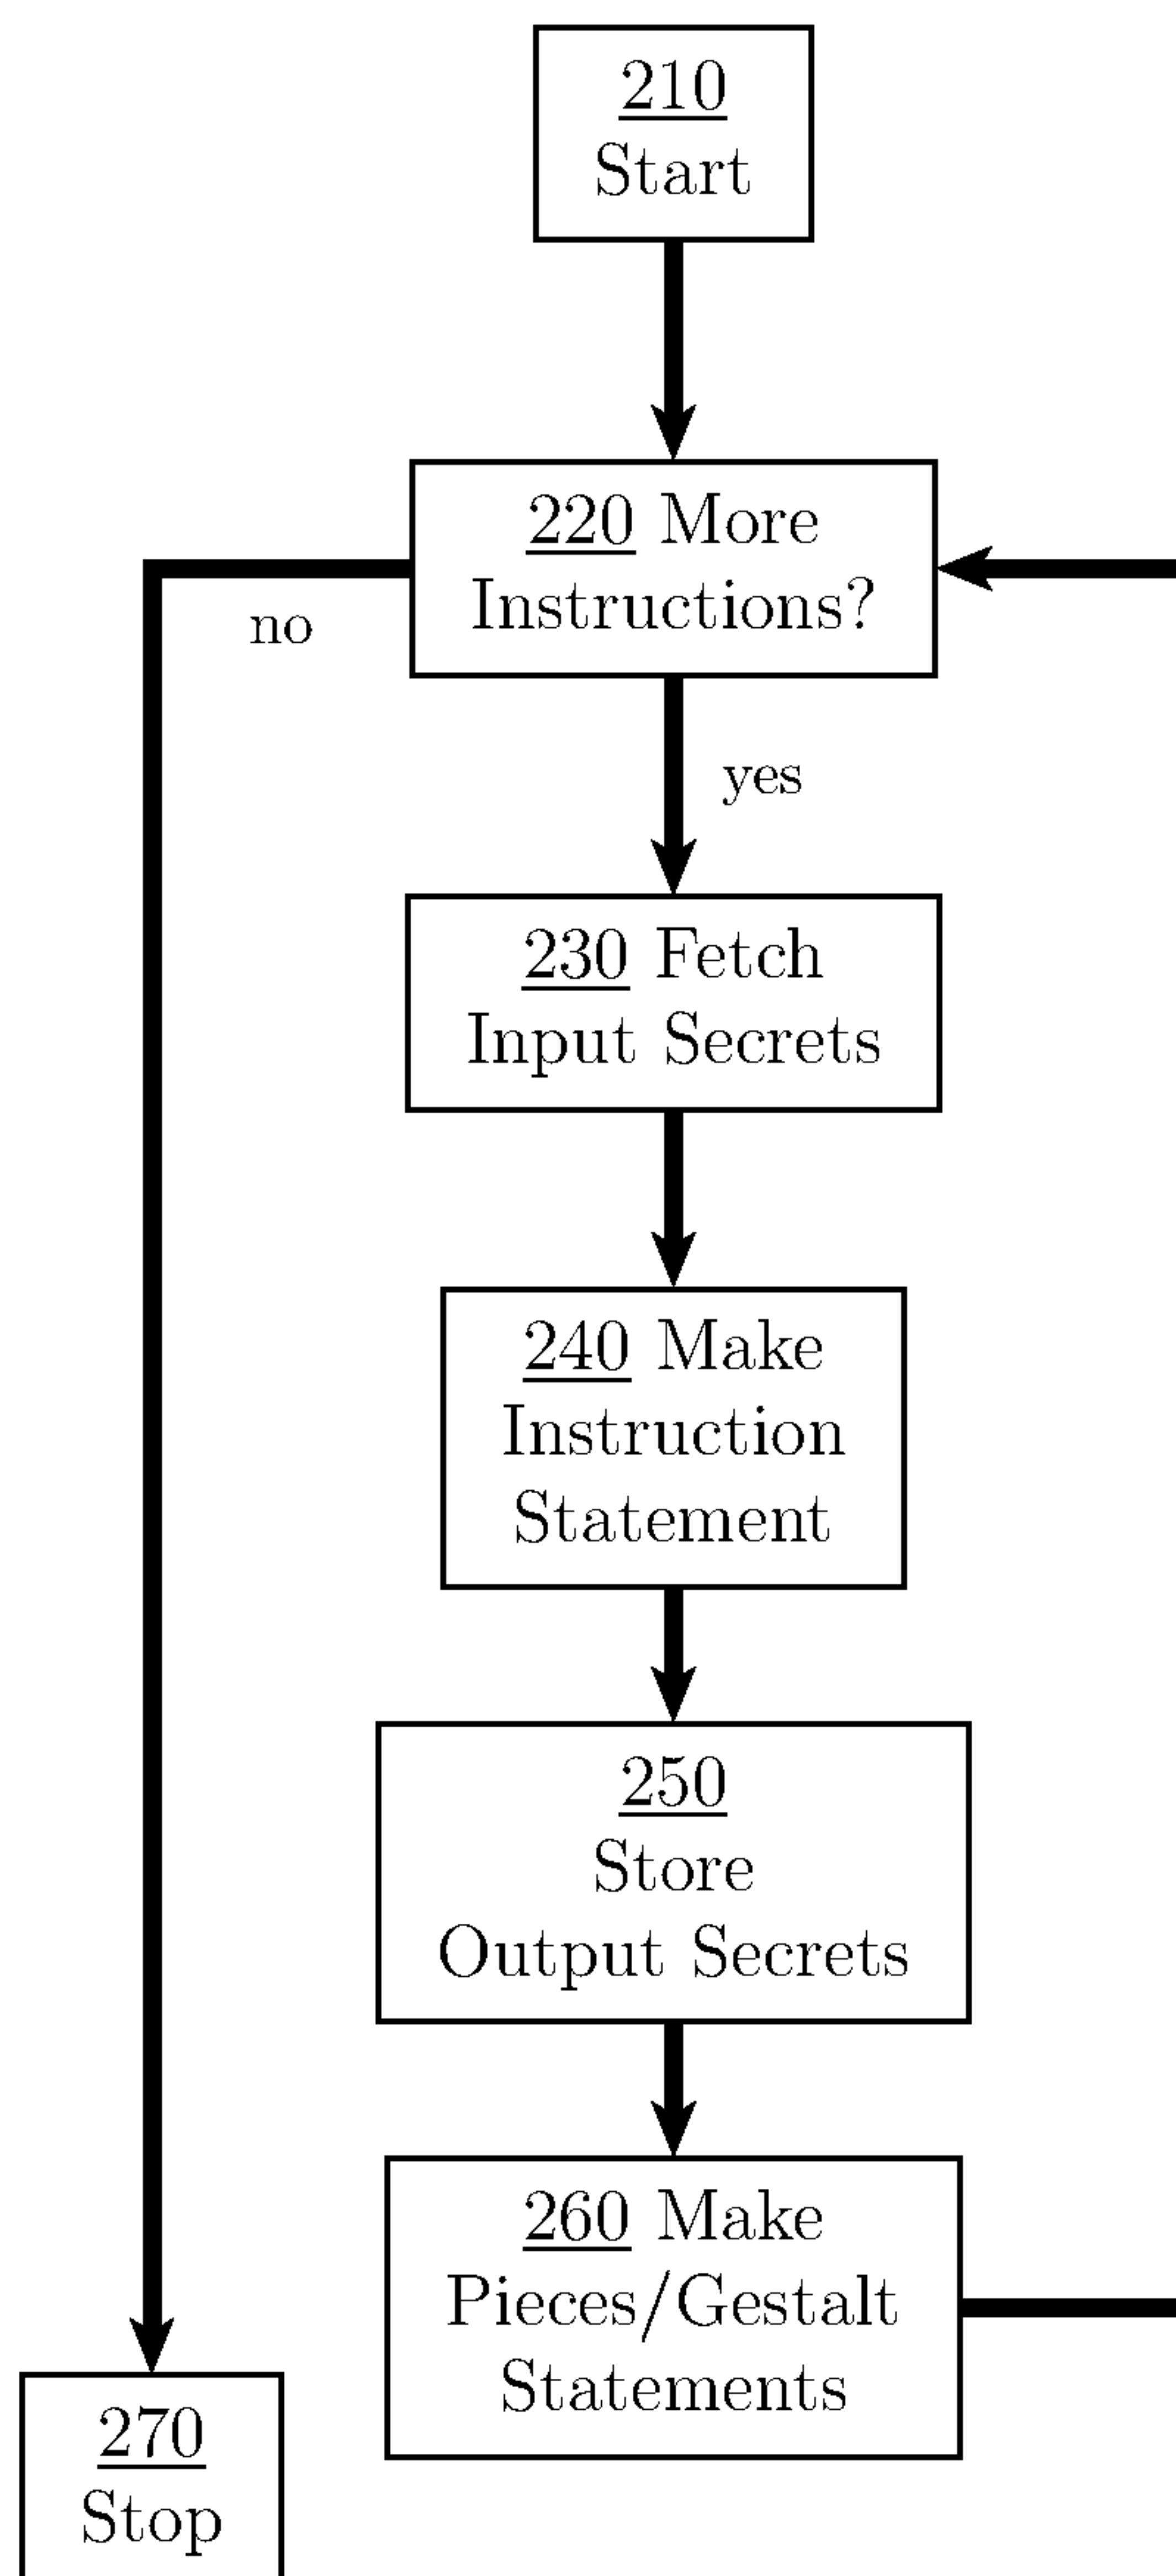 210
Start
220 More
Instructions?
no
yes
230 Fetch
Input Secrets
240 Make
Instruction
Statement
250
Store
Output Secrets
260 Make
Pieces/Gestalt
Statements
270
Stop